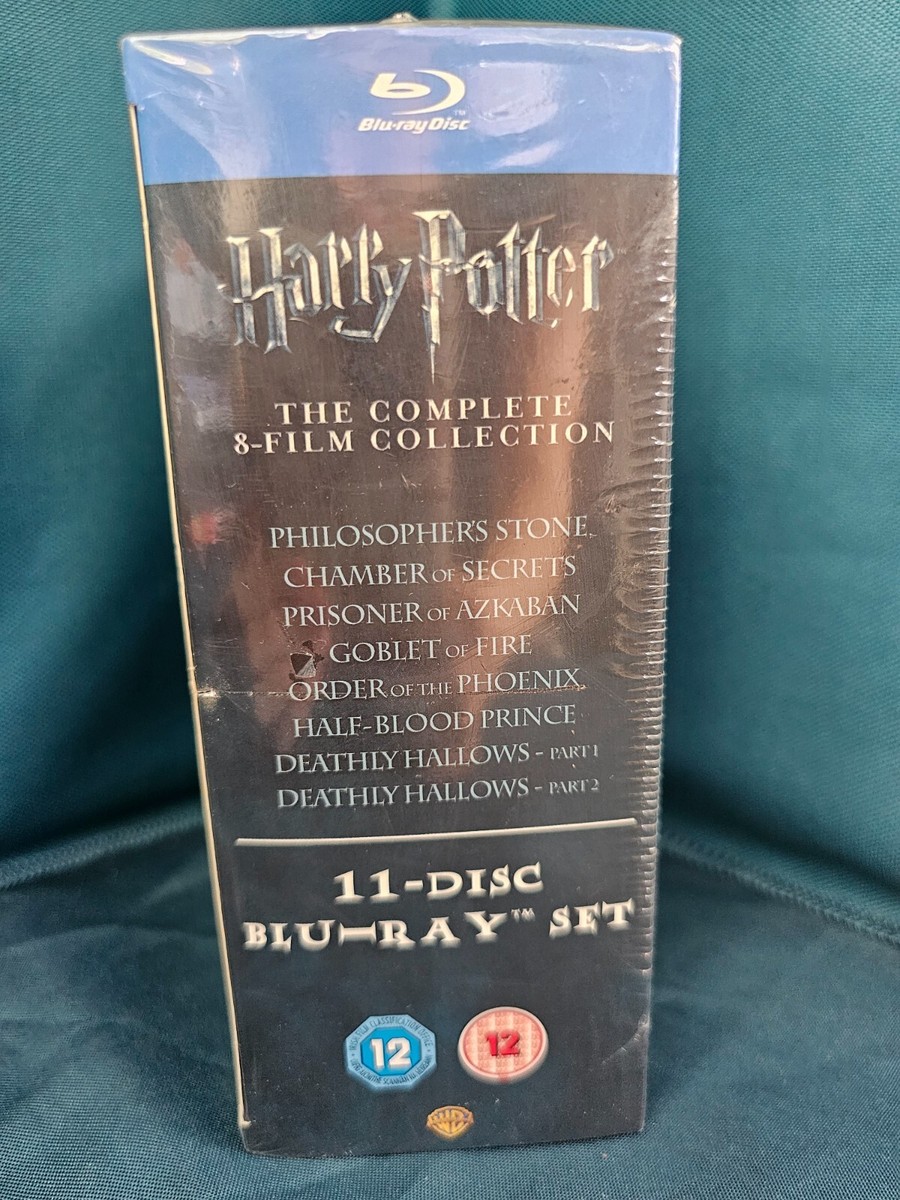 Blu-ray Disc™
Harry Potter™
THE COMPLETE
8-FILM COLLECTION
PHILOSOPHER'S STONE
CHAMBER OF SECRETS
PRISONER OF AZKABAN
GOBLET OF FIRE
ORDER OF THE PHOENIX
HALF-BLOOD PRINCE
DEATHLY HALLOWS - PART 1
DEATHLY HALLOWS - PART 2
11-DISC
BLU-RAY™ SET
12 12
WB